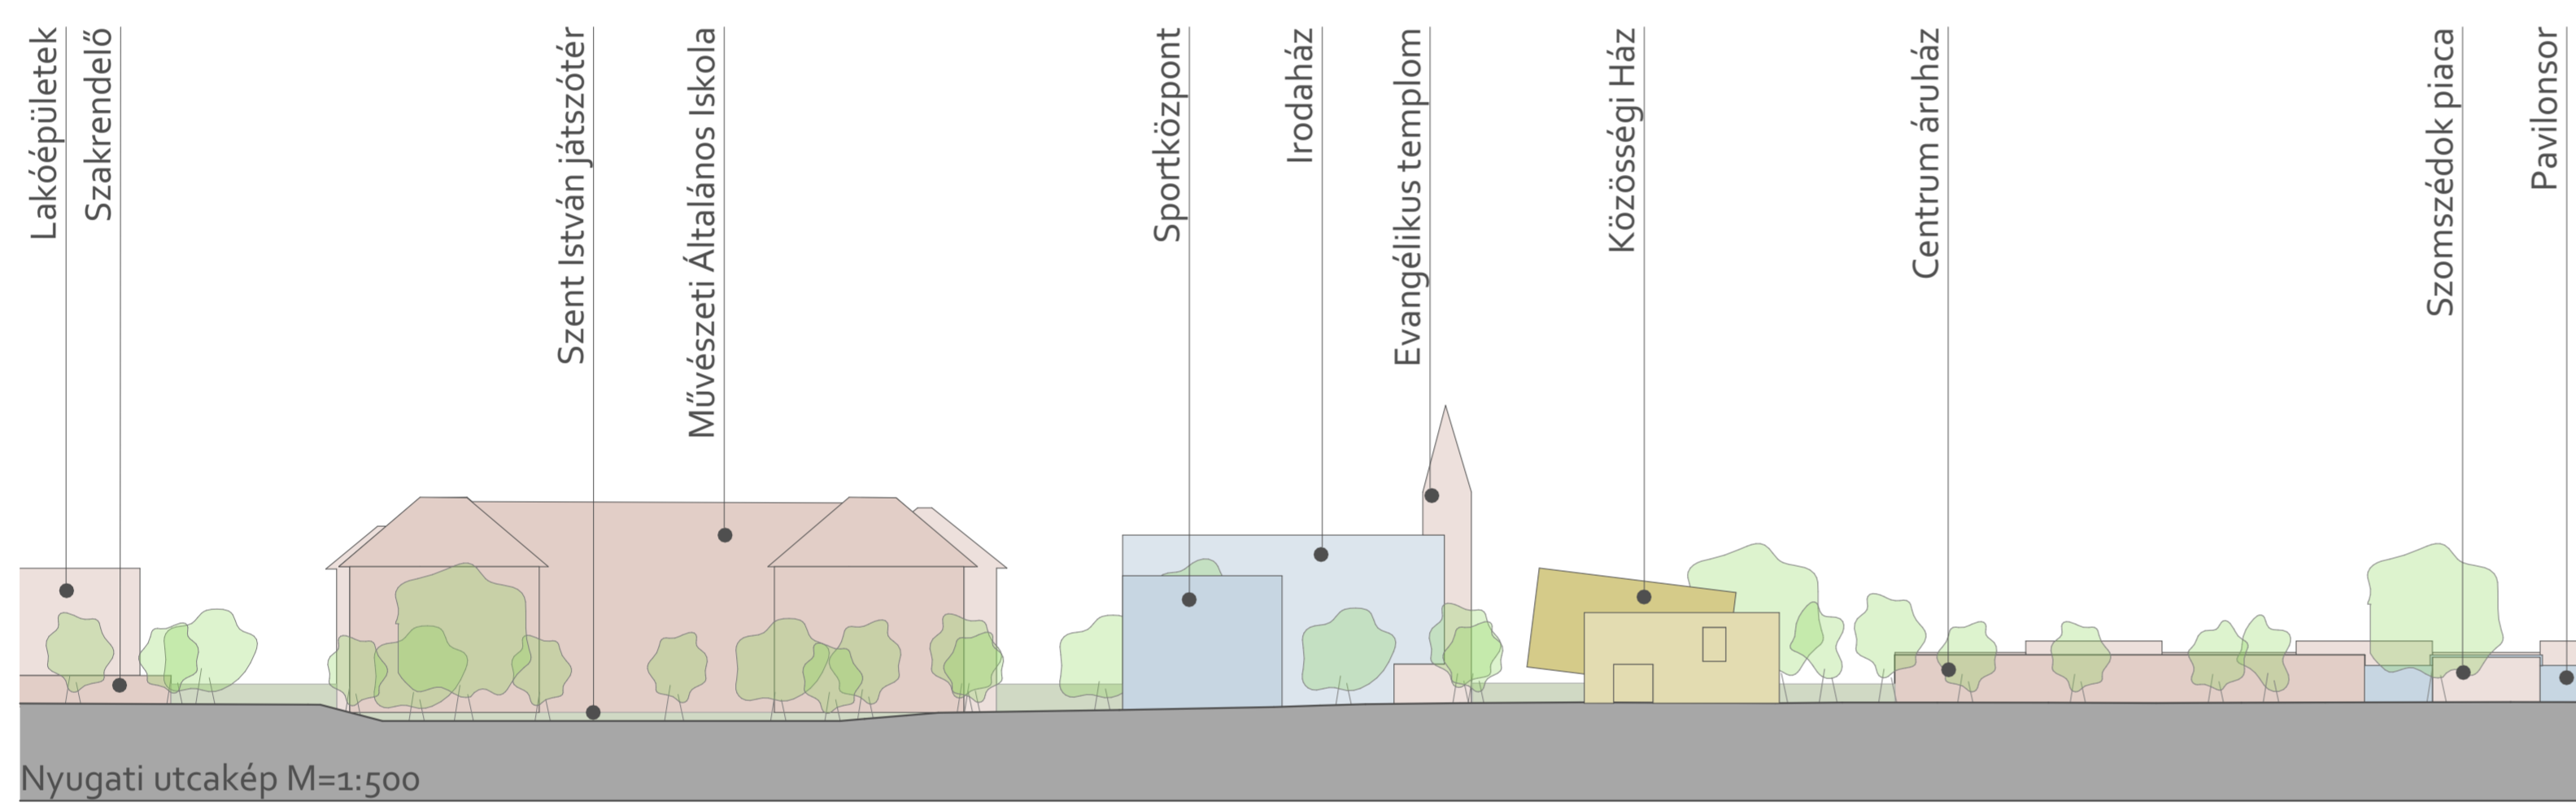 Lakóépületek
Szakrendelő
Szent István játszótér
Művészeti Általános Iskola
Sportközpont
Irodaház
Evangélikus templom
Közösségi Ház
Centrum áruház
Szomszédok piaca
Pavilonsor
Nyugati utcakép M=1:500